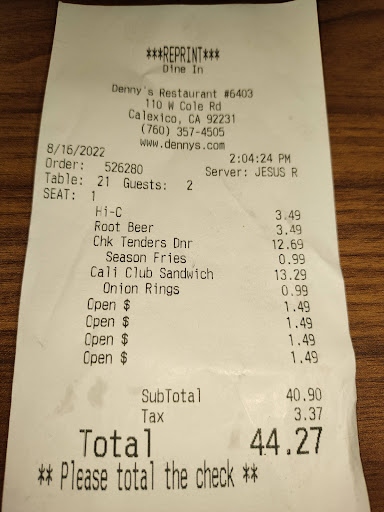 ***REPRINT***
Dine In
Denny's Restaurant #6403
110 W Cole Rd
Calexico, CA 92231
(760) 357-4505
www.dennys.com
8/16/2022 2:04:24 PM
Order: 526280 Server: JESUS R
Table: 21 Guests: 2
SEAT: 1
Hi-C 3.49
Root Beer 3.49
Chk Tenders Dnr 12.69
Season Fries 0.99
Cali Club Sandwich 13.29
Onion Rings 0.99
Open $ 1.49
Open $ 1.49
Open $ 1.49
Open $ 1.49
SubTotal 40.90
Tax 3.37
Total 44.27
** Please total the check **